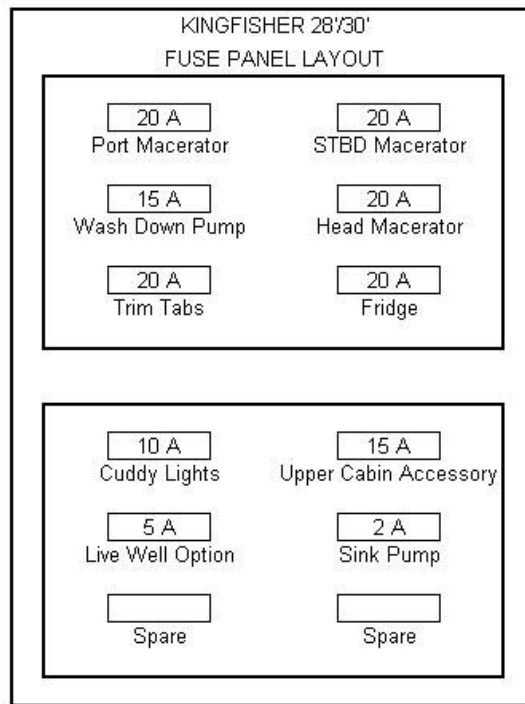 KINGFISHER 28'/30'
FUSE PANEL LAYOUT
20 A
20 A
Port Macerator
STBD Macerator
15 A
20 A
Wash Down Pump
Head Macerator
20 A
20 A
Trim Tabs
Fridge
10 A
15 A
Cuddy Lights
Upper Cabin Accessory
5 A
2 A
Live Well Option
Sink Pump
Spare
Spare